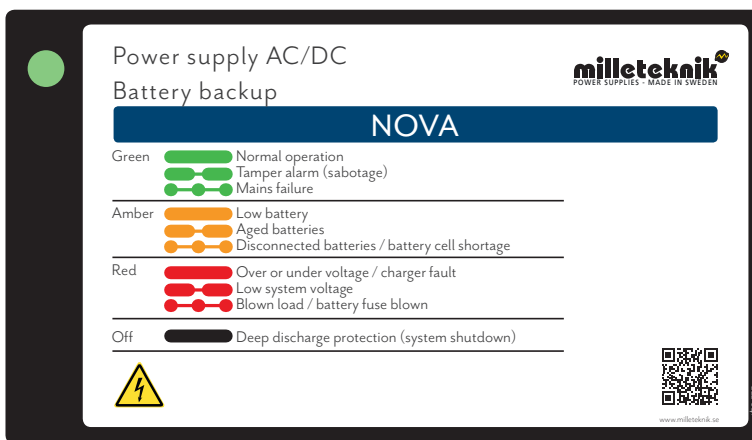 Power supply AC/DC
Battery backup
milleteknik
POWER SUPPLIES - MADE IN SWEDEN
NOVA
Green Normal operation
Tamper alarm (sabotage)
Mains failure
Amber Low battery
Aged batteries
Disconnected batteries / battery cell shortage
Red Over or under voltage / charger fault
Low system voltage
Blown load / battery fuse blown
Off Deep discharge protection (system shutdown)
www.milleteknik.se